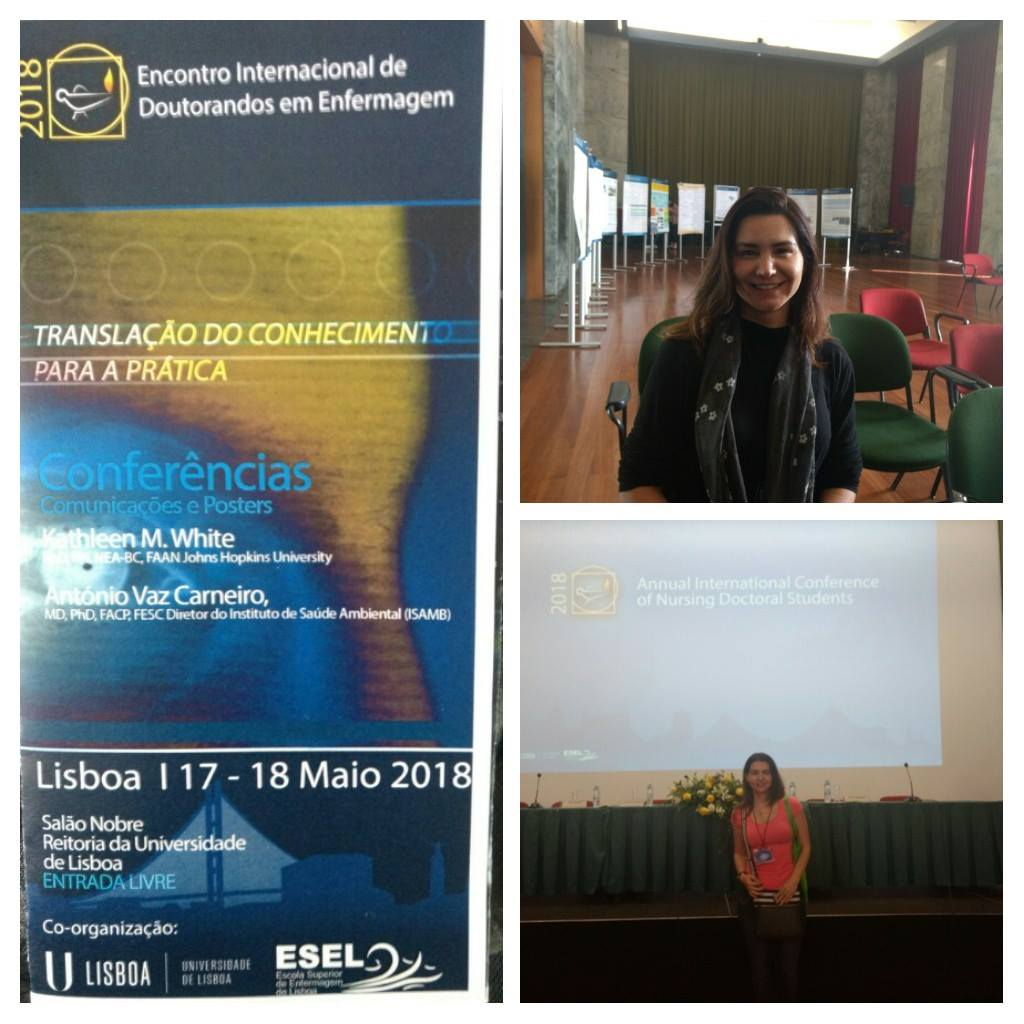 2018
Encontro Internacional de
Doutorandos em Enfermagem
TRANSLAÇÃO DO CONHECIMENTO
PARA A PRÁTICA
Conferências
Comunicações e Posters
Kathleen M. White
NEA-BC, FAAN Johns Hopkins University
António Vaz Carneiro,
MD, PhD, FACP, FESC Diretor do Instituto de Saúde Ambiental (ISAMB)
Lisboa I 17 - 18 Maio 2018
Salão Nobre
Reitoria da Universidade
de Lisboa
ENTRADA LIVRE
Co-organização:
U LISBOA
UNIVERSIDADE
DE LISBOA
ESEL
Escola Superior
de Enfermagem
de Lisboa
2018
Annual International Conference
of Nursing Doctoral Students
ESEL